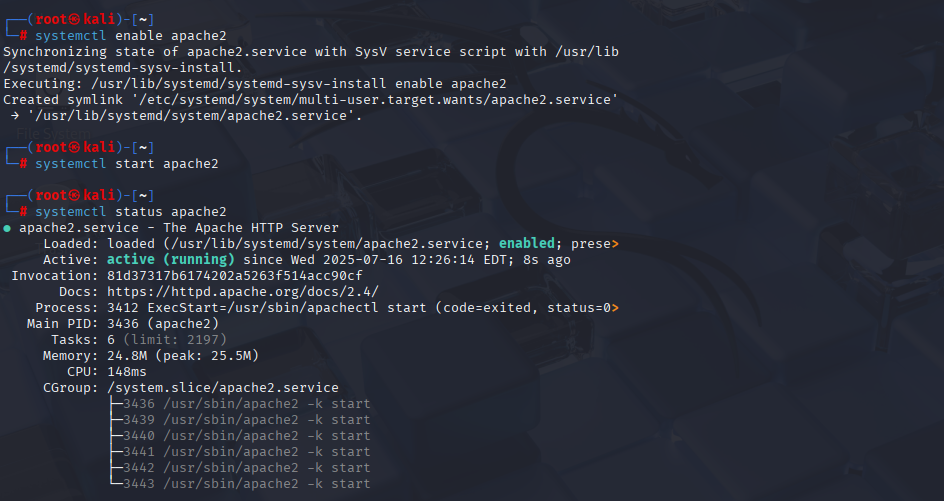 ┌──(root㉿kali)-[~]
└─# systemctl enable apache2
Synchronizing state of apache2.service with SysV service script with /usr/lib
/systemd/systemd-sysv-install.
Executing: /usr/lib/systemd/systemd-sysv-install enable apache2
Created symlink '/etc/systemd/system/multi-user.target.wants/apache2.service'
 → '/usr/lib/systemd/system/apache2.service'.
File System
┌──(root㉿kali)-[~]
└─# systemctl start apache2
┌──(root㉿kali)-[~]
└─# systemctl status apache2
● apache2.service - The Apache HTTP Server
     Loaded: loaded (/usr/lib/systemd/system/apache2.service; enabled; prese>
     Active: active (running) since Wed 2025-07-16 12:26:14 EDT; 8s ago
 Invocation: 81d37317b6174202a5263f514acc90cf
       Docs: https://httpd.apache.org/docs/2.4/
    Process: 3412 ExecStart=/usr/sbin/apachectl start (code=exited, status=0>
   Main PID: 3436 (apache2)
      Tasks: 6 (limit: 2197)
     Memory: 24.8M (peak: 25.5M)
        CPU: 148ms
     CGroup: /system.slice/apache2.service
             ├─3436 /usr/sbin/apache2 -k start
             ├─3439 /usr/sbin/apache2 -k start
             ├─3440 /usr/sbin/apache2 -k start
             ├─3441 /usr/sbin/apache2 -k start
             ├─3442 /usr/sbin/apache2 -k start
             └─3443 /usr/sbin/apache2 -k start